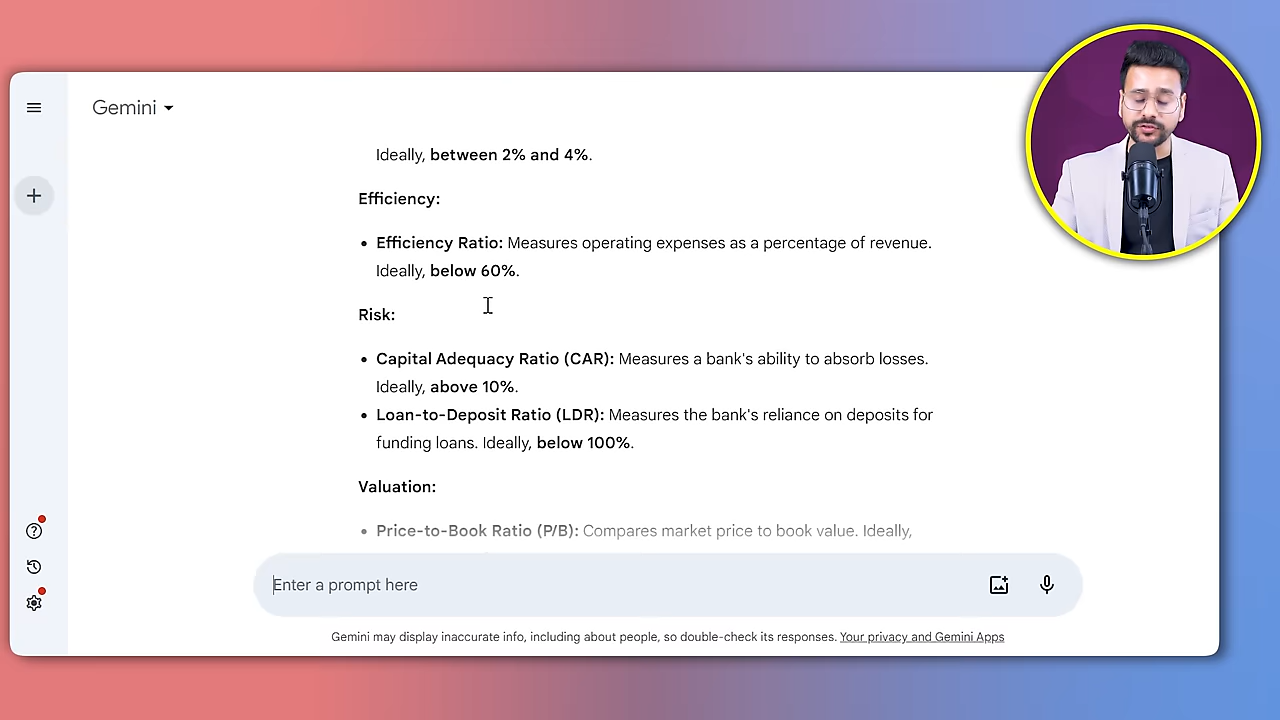 Gemini
Ideally, between 2% and 4%.
Efficiency:
• Efficiency Ratio: Measures operating expenses as a percentage of revenue.
Ideally, below 60%.
Risk:
• Capital Adequacy Ratio (CAR): Measures a bank's ability to absorb losses.
Ideally, above 10%.
• Loan-to-Deposit Ratio (LDR): Measures the bank's reliance on deposits for
funding loans. Ideally, below 100%.
Valuation:
• Price-to-Book Ratio (P/B): Compares market price to book value. Ideally,
Enter a prompt here
Gemini may display inaccurate info, including about people, so double-check its responses. Your privacy and Gemini Apps